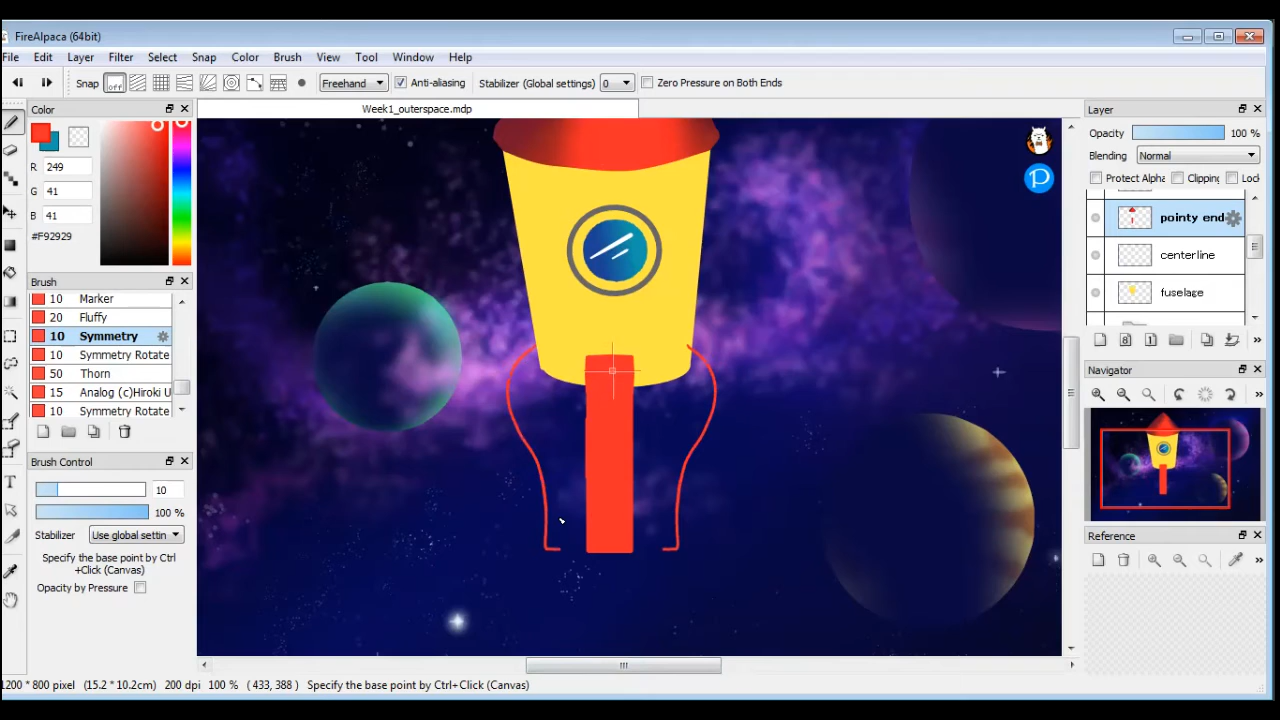 FireAlpaca (64bit)
File Edit Layer Filter Select Snap Color Brush View Tool Window Help
Snap off Freehand Anti-aliasing Stabilizer (Global settings) 0 Zero Pressure on Both Ends
Color
Week1_outerspace.mdp
Layer
R 249
G 41
B 41
#F92929
Opacity 100 %
Blending Normal
Protect Alpha Clipping Lock
pointy end
centerline
fuselage
Brush
10 Marker
20 Fluffy
10 Symmetry
10 Symmetry Rotate
50 Thorn
15 Analog (c)Hiroki U
10 Symmetry Rotate
8 1
Navigator
Brush Control
10
100 %
Stabilizer Use global settin
Specify the base point by Ctrl
+Click (Canvas)
Opacity by Pressure
Reference
P
T
1200 * 800 pixel (15.2 * 10.2cm) 200 dpi 100 % ( 433, 388 ) Specify the base point by Ctrl+Click (Canvas)